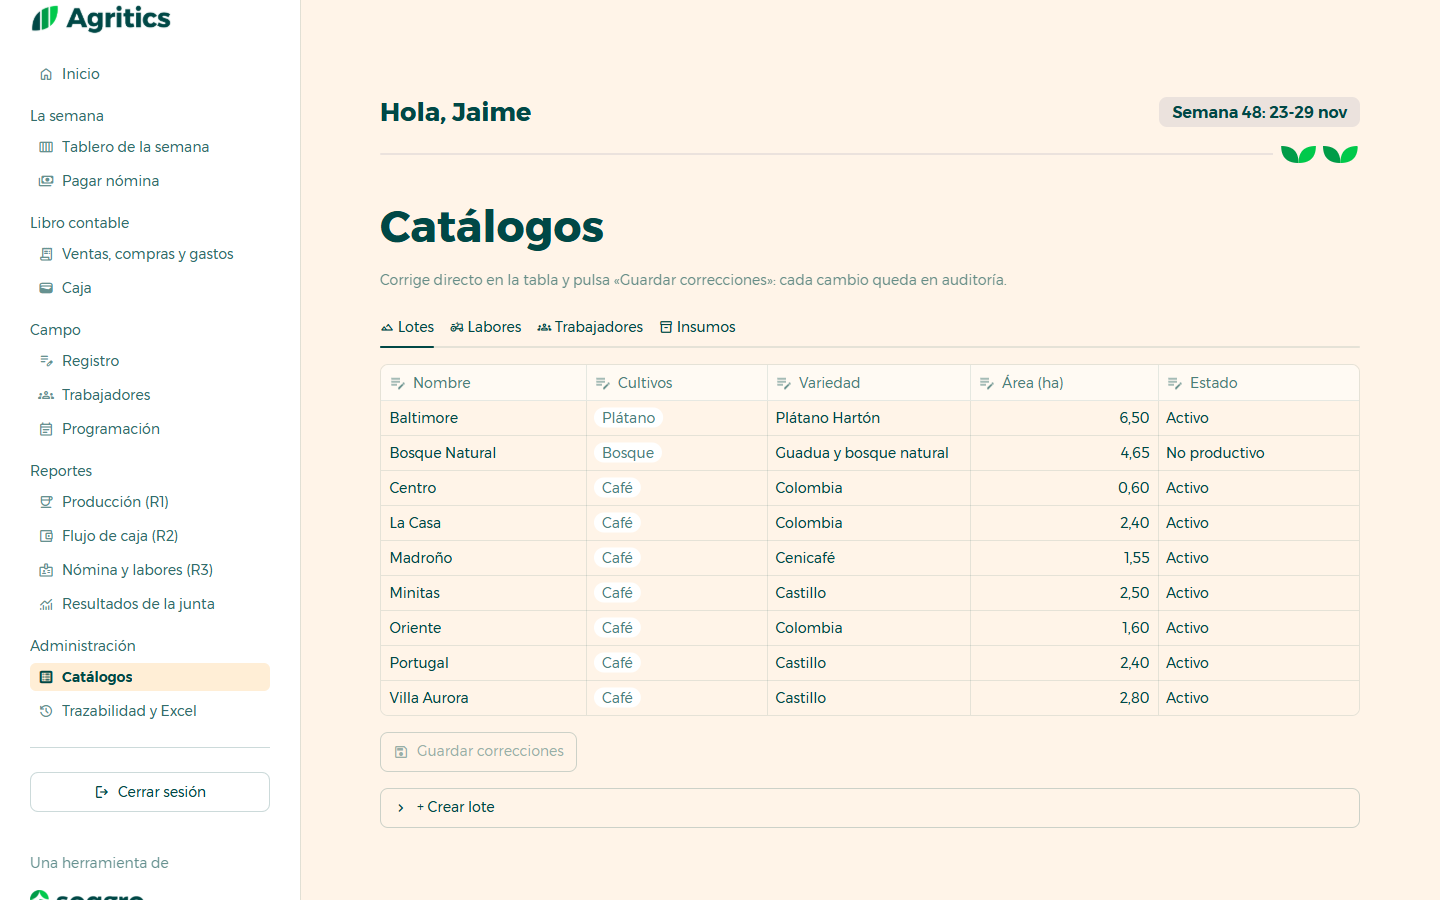 Agritics
Inicio
La semana
Tablero de la semana
Pagar nómina
Libro contable
Ventas, compras y gastos
Caja
Campo
Registro
Trabajadores
Programación
Reportes
Producción (R1)
Flujo de caja (R2)
Nómina y labores (R3)
Resultados de la junta
Administración
Catálogos
Trazabilidad y Excel
Cerrar sesión
Una herramienta de
Hola, Jaime
Semana 48: 23-29 nov
Catálogos
Corrige directo en la tabla y pulsa «Guardar correcciones»: cada cambio queda en auditoría.
Lotes Labores Trabajadores Insumos
Nombre Cultivos Variedad Área (ha) Estado
Baltimore Plátano Plátano Hartón 6,50 Activo
Bosque Natural Bosque Guadua y bosque natural 4,65 No productivo
Centro Café Colombia 0,60 Activo
La Casa Café Colombia 2,40 Activo
Madroño Café Cenicafé 1,55 Activo
Minitas Café Castillo 2,50 Activo
Oriente Café Colombia 1,60 Activo
Portugal Café Castillo 2,40 Activo
Villa Aurora Café Castillo 2,80 Activo
Guardar correcciones
+ Crear lote